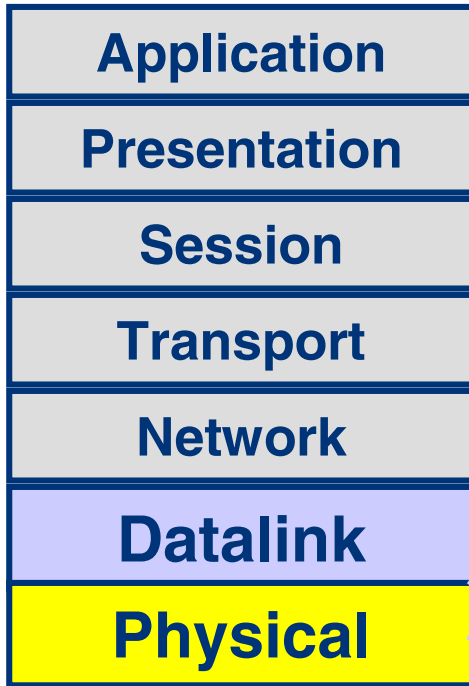 Application
Presentation
Session
Transport
Network
Datalink
Physical